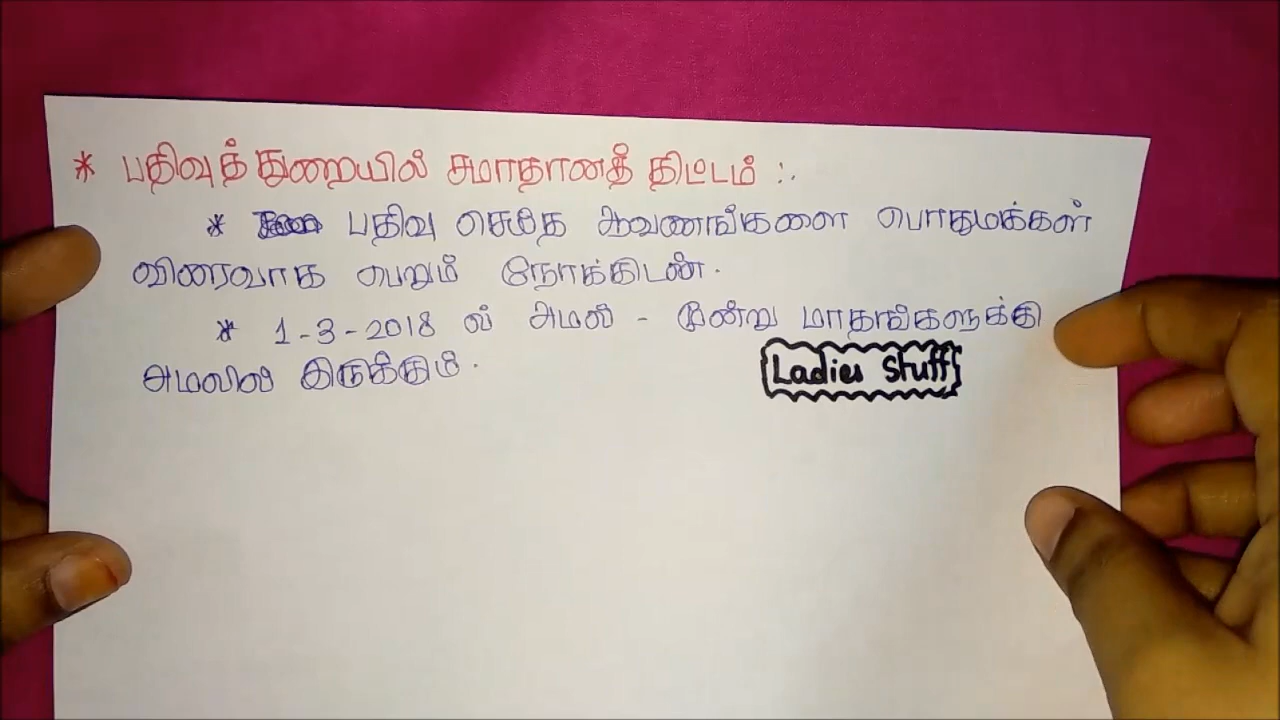 * பதிவுத் துறையில் சமாதானத் திட்டம் :.
* பதிவு செய்த ஆவணங்களை பொதுமக்கள்
விரைவாக பெறும் நோக்கிடன்.
* 1-3-2018 ல் அமல் - மூன்று மாதங்களுக்கு
அமலில் இருக்கும்.
Ladies Stuff